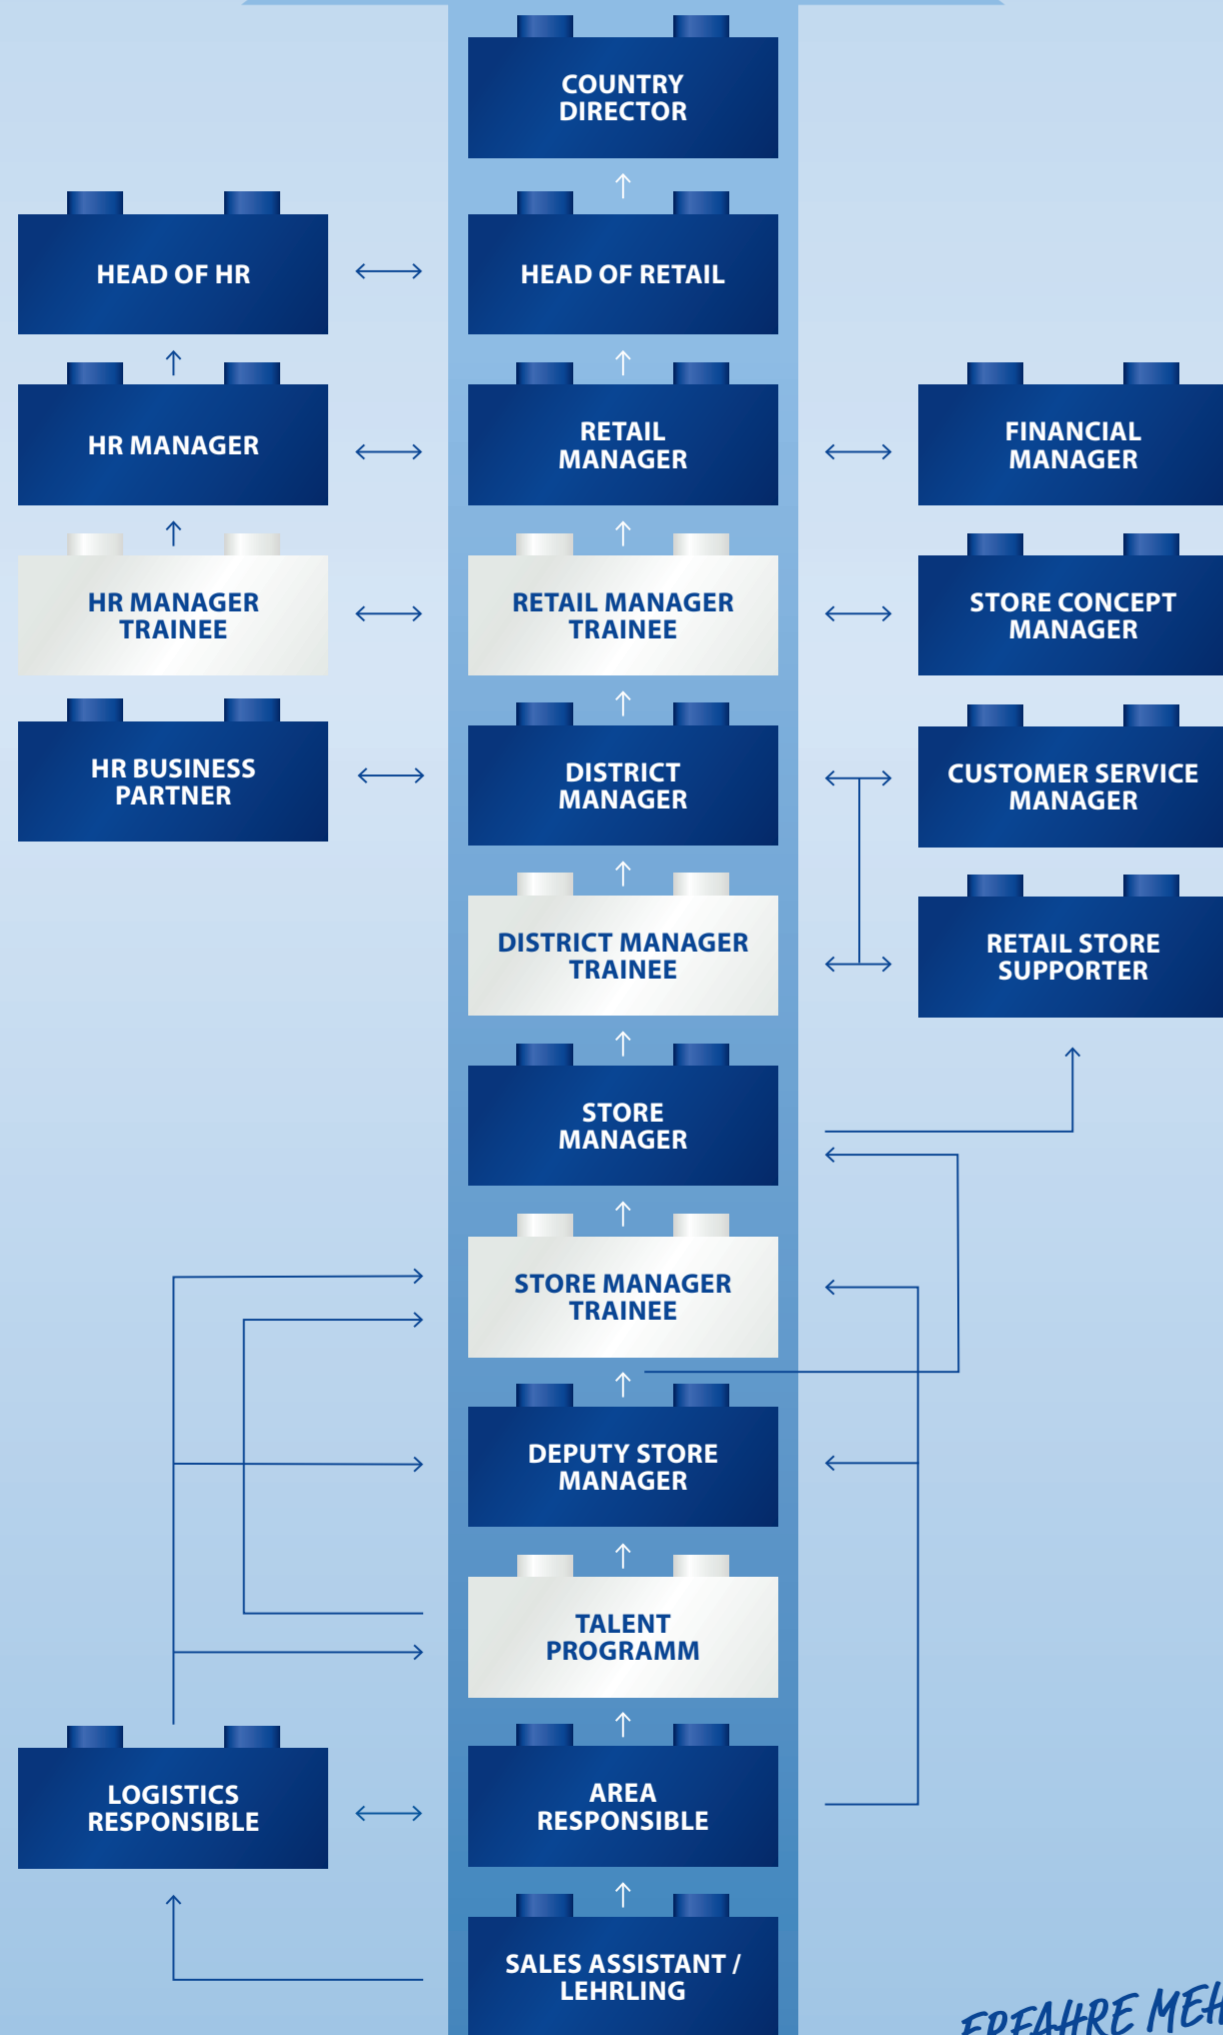 COUNTRY
DIRECTOR
HEAD OF HR
HEAD OF RETAIL
HR MANAGER
RETAIL
MANAGER
FINANCIAL
MANAGER
HR MANAGER
TRAINEE
RETAIL MANAGER
TRAINEE
STORE CONCEPT
MANAGER
HR BUSINESS
PARTNER
DISTRICT
MANAGER
CUSTOMER SERVICE
MANAGER
DISTRICT MANAGER
TRAINEE
RETAIL STORE
SUPPORTER
STORE
MANAGER
STORE MANAGER
TRAINEE
DEPUTY STORE
MANAGER
TALENT
PROGRAMM
LOGISTICS
RESPONSIBLE
AREA
RESPONSIBLE
SALES ASSISTANT /
LEHRLING
ERFAHRE